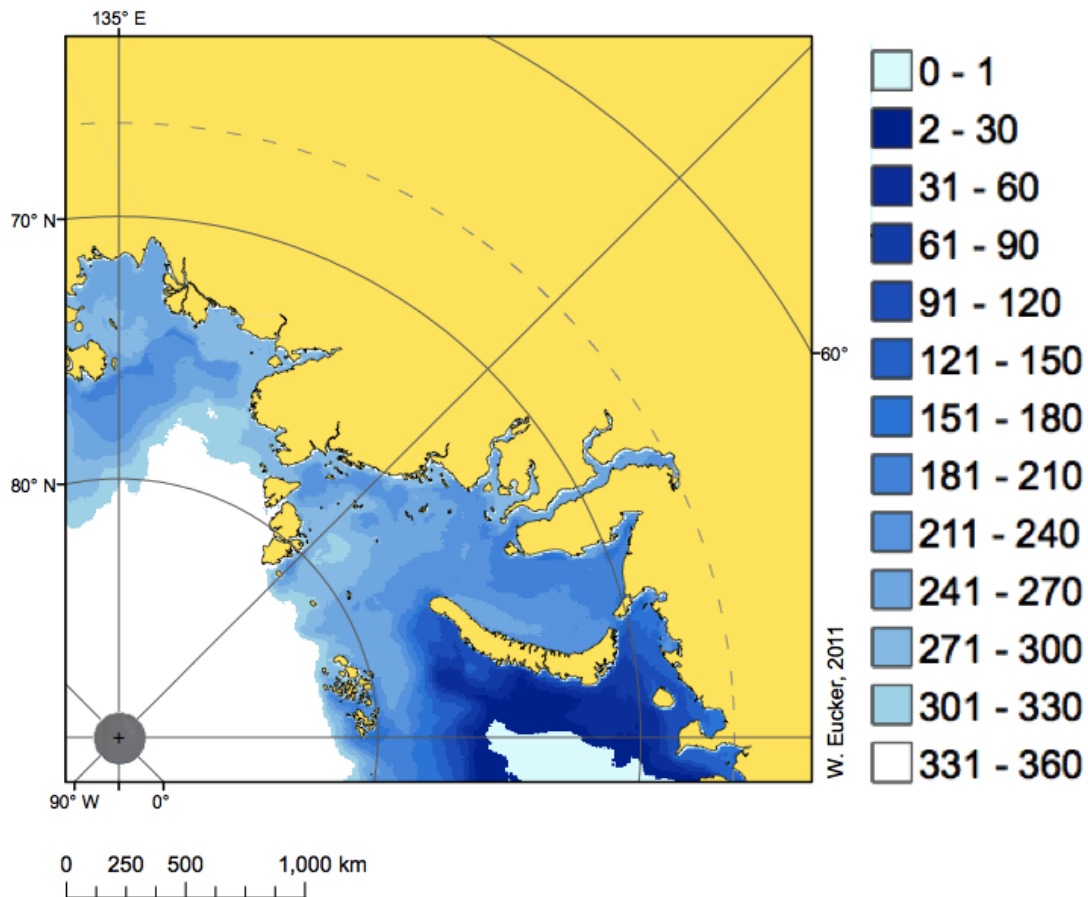 135° E
70° N
80° N
60°
90° W
0°
W. Eucker, 2011
0 250 500 1,000 km
0 - 1
2 - 30
31 - 60
61 - 90
91 - 120
121 - 150
151 - 180
181 - 210
211 - 240
241 - 270
271 - 300
301 - 330
331 - 360